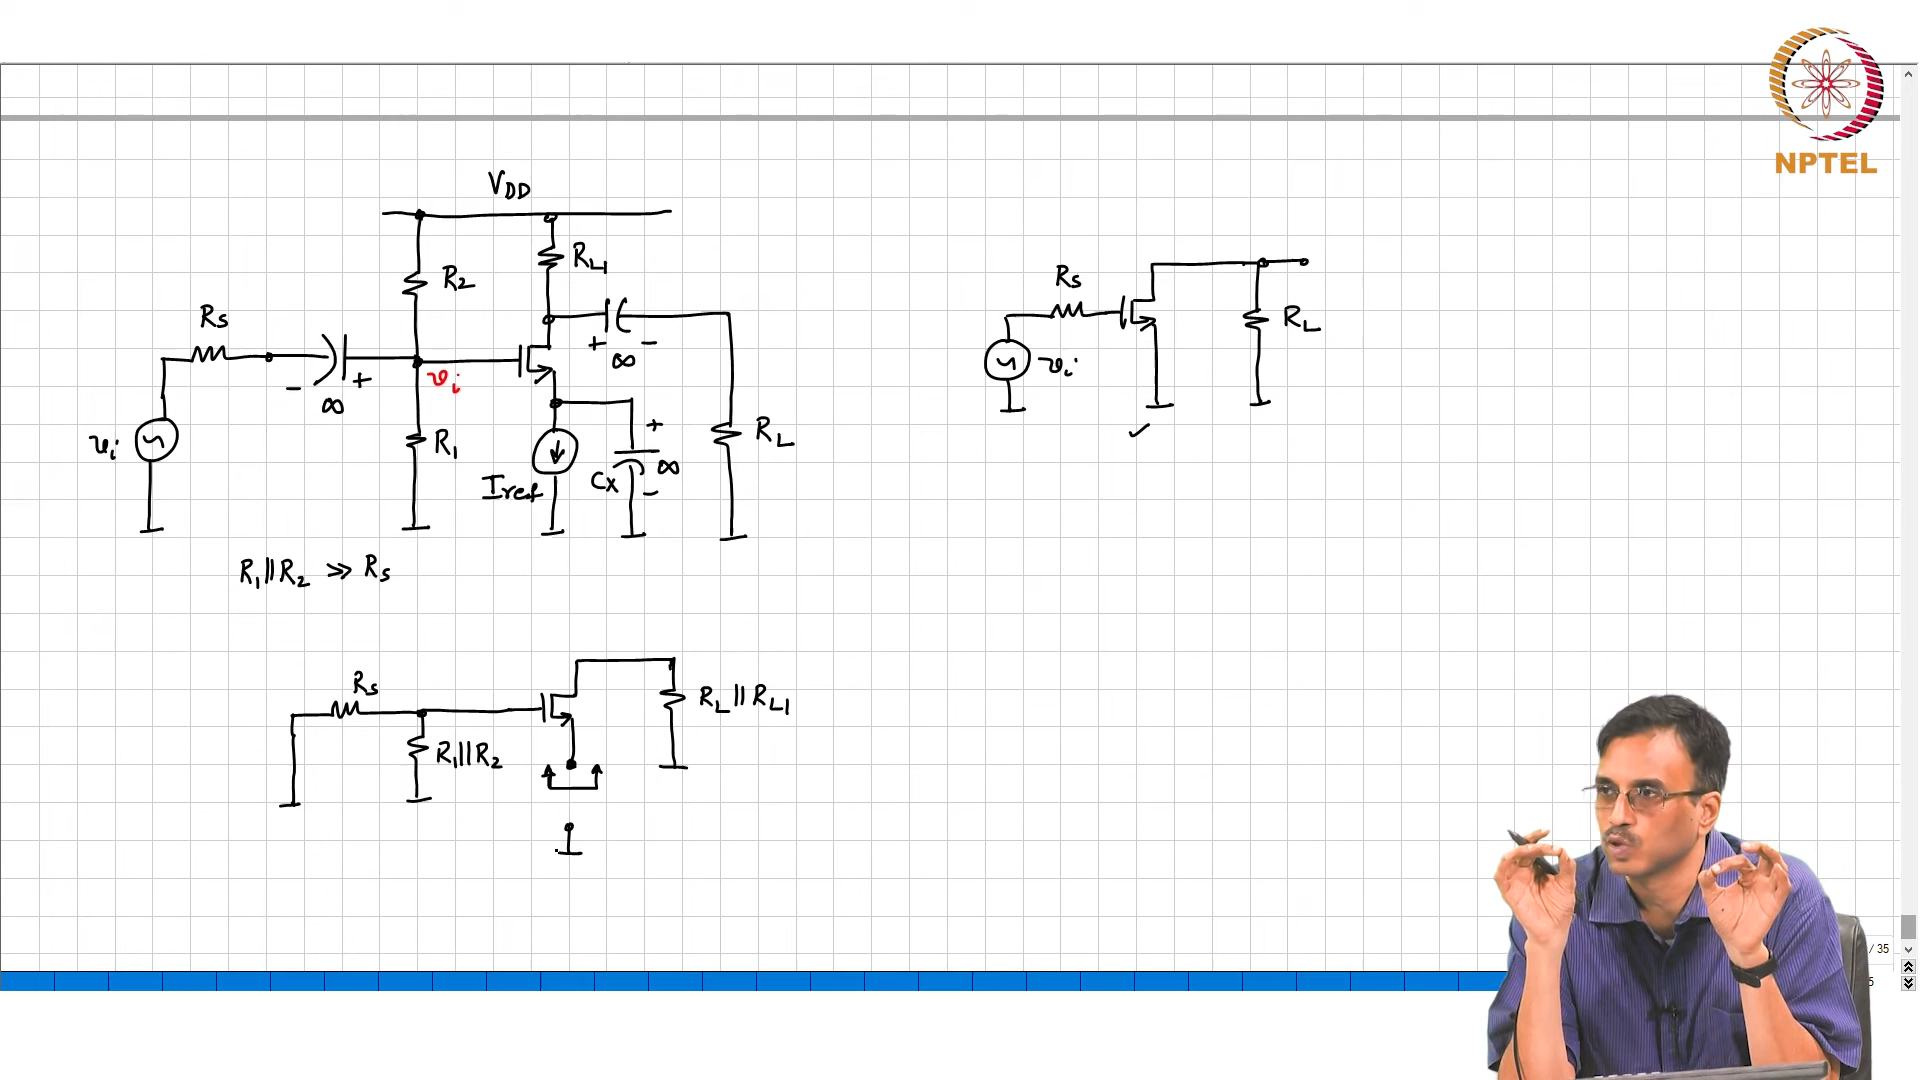 NPTEL
VDD
R2
RL1
Rs
vi
- + ∞
+ - ∞
vi
R1
Iref
Cx
+ ∞ -
RL
R1||R2 >> Rs
Rs
R1||R2
RL||RL1
Rs
vi
RL
/ 35